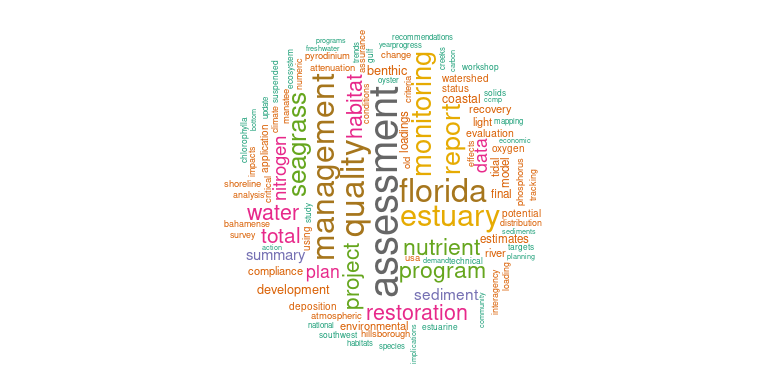 programs
recommendations
freshwater
year
progress
pyrodinium
trends
gulf
assurance
change
creeks
carbon
attenuation
benthic
workshop
ecosystem
numeric
oyster
criteria
watershed
suspended
manatee
management
habitat
conditions
assessment
monitoring
status
coastal
solids
ccmp
update
climate
seagrass
quality
loadings
report
recovery
bottom
light
mapping
chlorophylla
application
nitrogen
old
effects
data
evaluation
economic
impacts
oxygen
tidal
model
phosphorus
tracking
shoreline
critical
analysis
florida
final
water
study
estuary
potential
bahamense
distribution
survey
using
total
sediments
action
nutrient
estimates
summary
project
river
targets
usa
demand
technical
planning
compliance
plan
program
loading
interagency
development
sediment
deposition
restoration
community
atmospheric
national
environmental
estuarine
southwest
hillsborough
habitats
species
implications